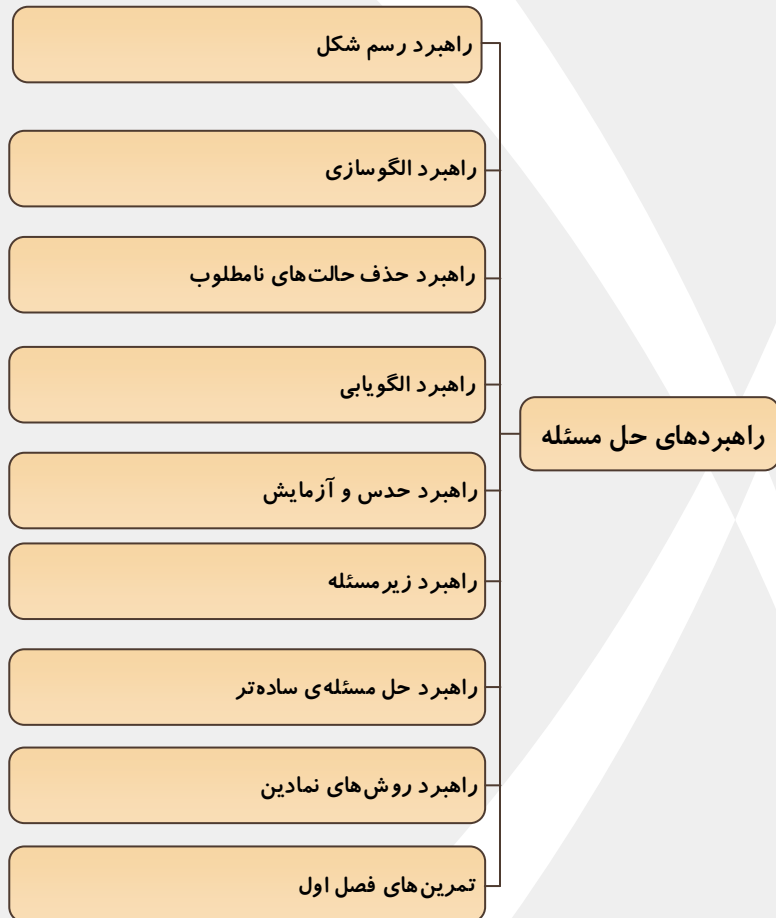 راهبرد رسم شکل
راهبرد الگوسازی
راهبرد حذف حالت‌های نامطلوب
راهبرد الگویابی
راهبردهای حل مسئله
راهبرد حدس و آزمایش
راهبرد زیرمسئله
راهبرد حل مسئله‌ی ساده‌تر
راهبرد روش‌های نمادین
تمرین‌های فصل اول